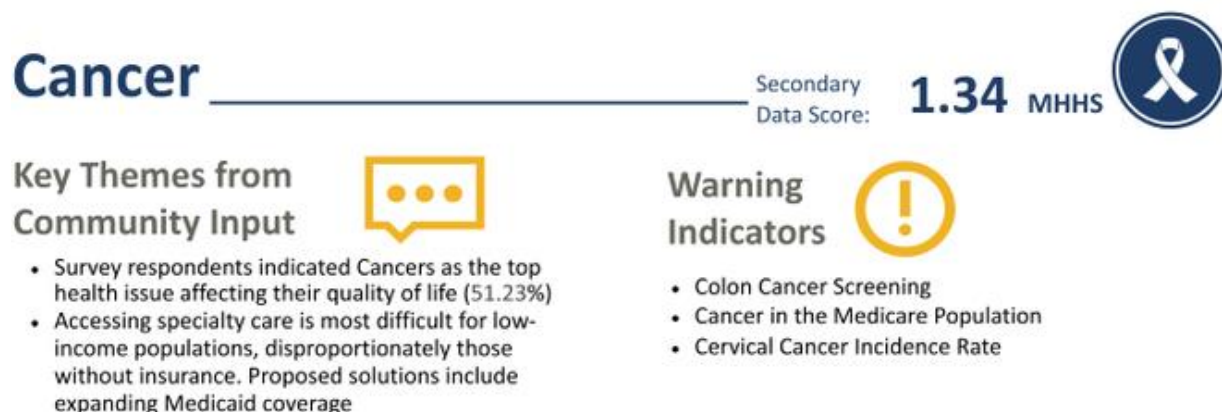 Cancer
Secondary
Data Score:
1.34 MHHS
Key Themes from
Community Input
• Survey respondents indicated Cancers as the top
health issue affecting their quality of life (51.23%)
• Accessing specialty care is most difficult for low-
income populations, disproportionately those
without insurance. Proposed solutions include
expanding Medicaid coverage
Warning
Indicators
• Colon Cancer Screening
• Cancer in the Medicare Population
• Cervical Cancer Incidence Rate